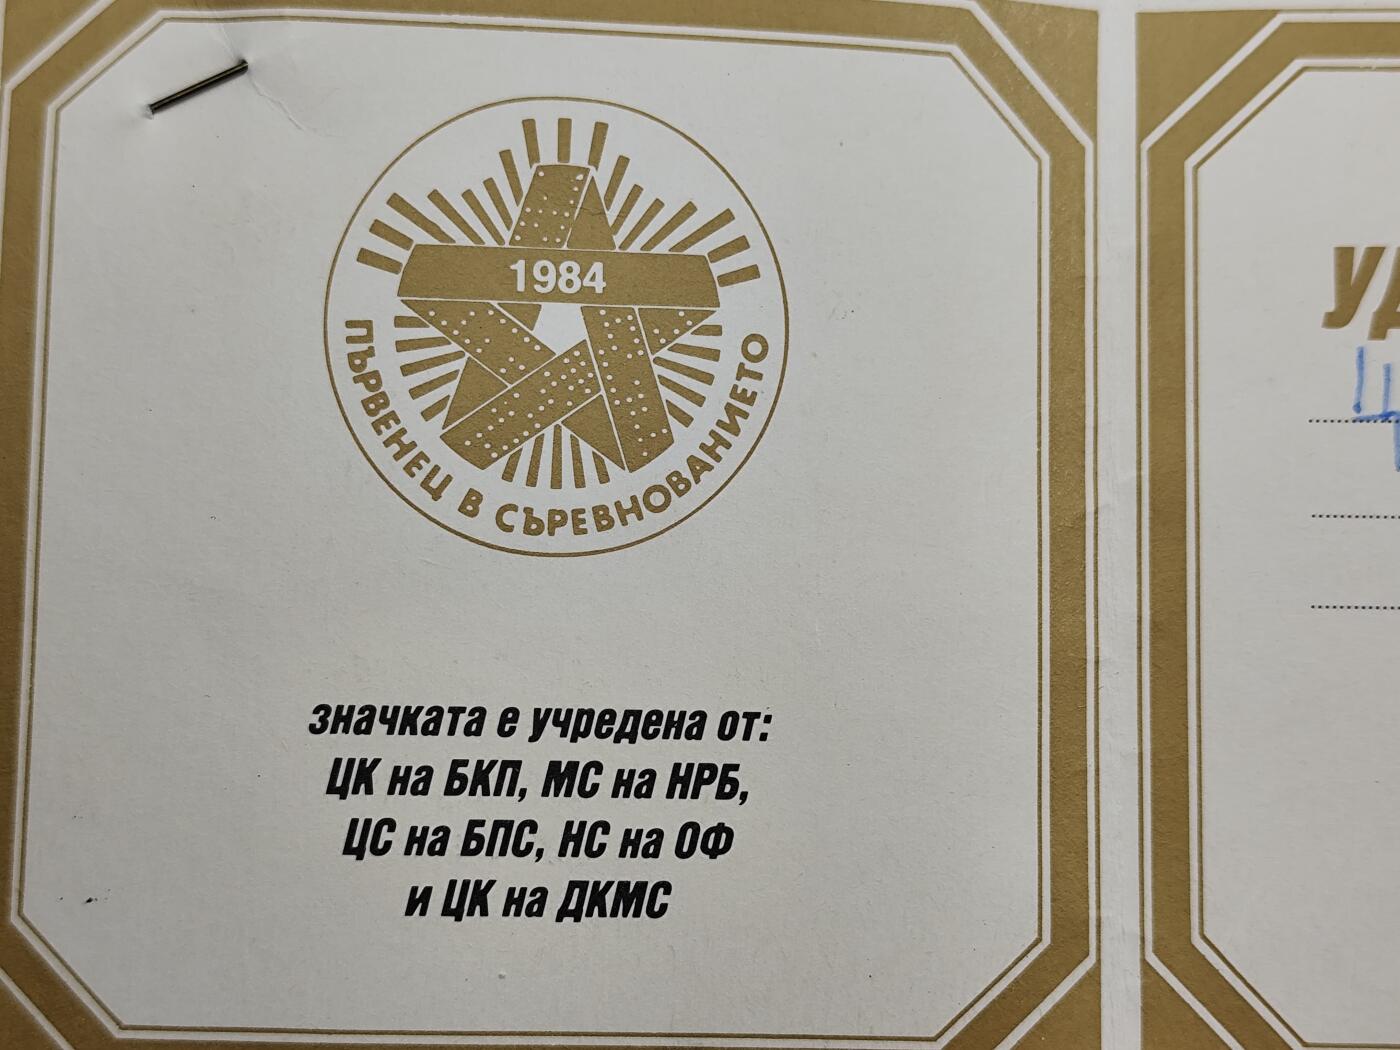 1984
ПЪРВЕНЕЦ В СЪРЕВНОВАНИЕТО
значката е учредена от:
ЦК на БКП, МС на НРБ,
ЦС на БПС, НС на ОФ
и ЦК на ДКМС